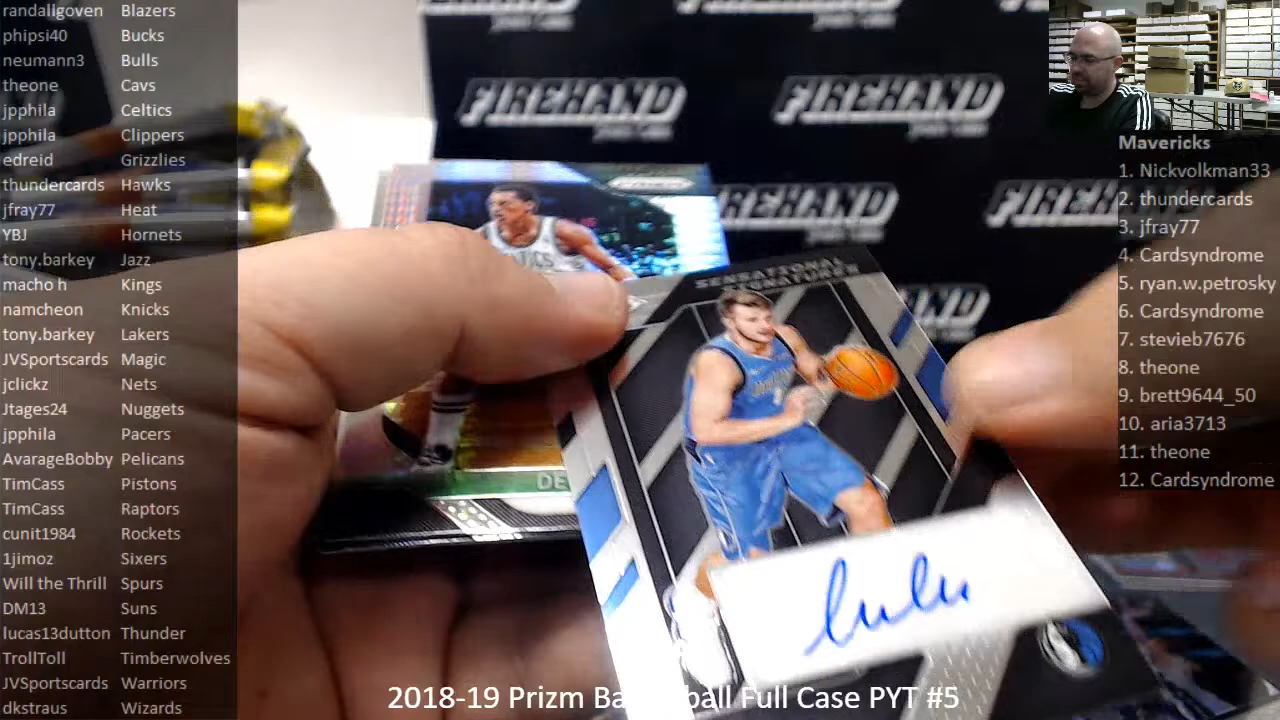 randallgoven Blazers
phipsi40 Bucks
neumann3 Bulls
theone Cavs
jpphila Celtics
jpphila Clippers
edreid Grizzlies
thundercards Hawks
jfray77 Heat
YBJ Hornets
tony.barkey Jazz
macho h Kings
namcheon Knicks
tony.barkey Lakers
JVSportscards Magic
jclickz Nets
Jtages24 Nuggets
jpphila Pacers
AvarageBobby Pelicans
TimCass Pistons
TimCass Raptors
cunit1984 Rockets
1jimoz Sixers
Will the Thrill Spurs
DM13 Suns
lucas13dutton Thunder
TrollToll Timberwolves
JVSportscards Warriors
dkstraus Wizards
FIREHAND
FIREHAND
FIREHAND
FIREHAND
SENSATIONAL
SIGNATURES
DE
Mavericks
1. Nickvolkman33
2. thundercards
3. jfray77
4. Cardsyndrome
5. ryan.w.petrosky
6. Cardsyndrome
7. stevieb7676
8. theone
9. brett9644_50
10. aria3713
11. theone
12. Cardsyndrome
2018-19 Prizm Basketball Full Case PYT #5